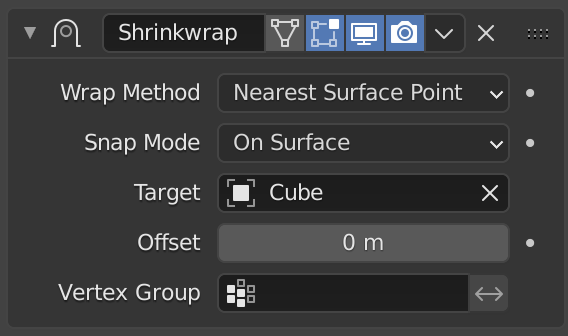 Shrinkwrap
Wrap Method Nearest Surface Point
Snap Mode On Surface
Target Cube
Offset 0 m
Vertex Group